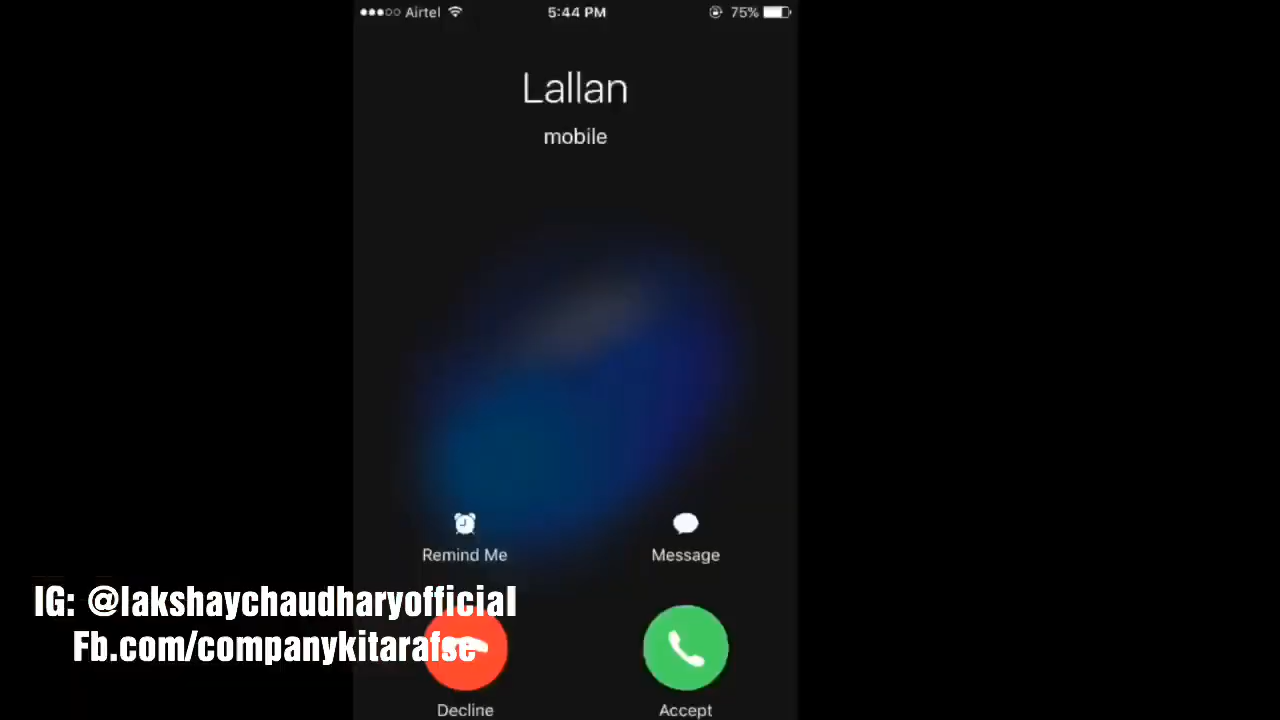 Airtel 5:44 PM 75%
Lallan
mobile
Remind Me Message
IG: @lakshaychaudharyofficial
Fb.com/companykitarafse
Decline Accept